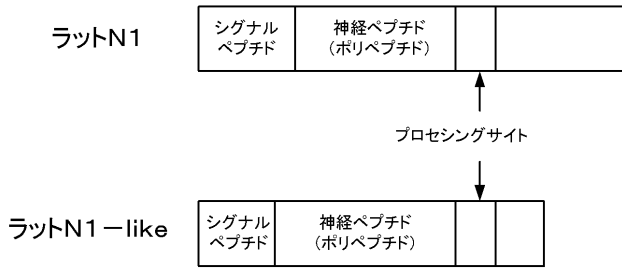 ラットN1
シグナル
ペプチド
神経ペプチド
(ポリペプチド)
プロセシングサイト
ラットN1－like
シグナル
ペプチド
神経ペプチド
(ポリペプチド)